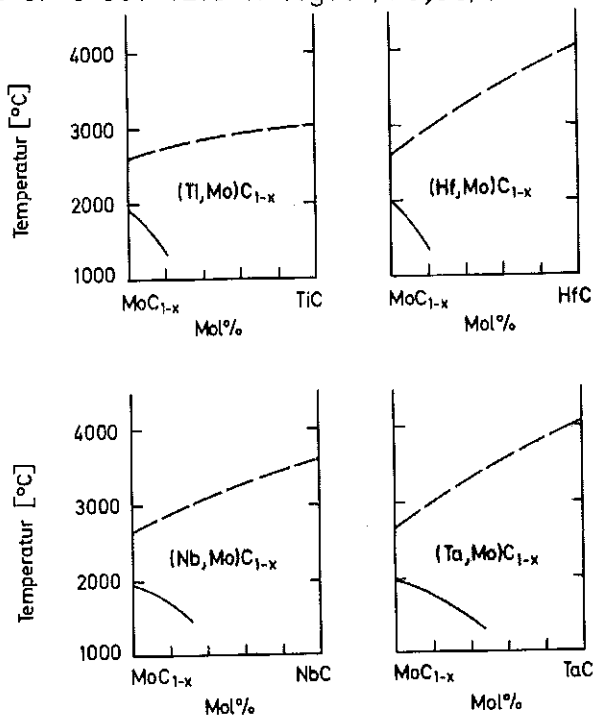 4000
3000
2000
1000
Temperatur [°C]
(Ti,Mo)C1-x
MoC1-x
TiC
Mol%
(Hf,Mo)C1-x
MoC1-x
HfC
Mol%
4000
3000
2000
1000
Temperatur [°C]
(Nb,Mo)C1-x
MoC1-x
NbC
Mol%
(Ta,Mo)C1-x
MoC1-x
TaC
Mol%